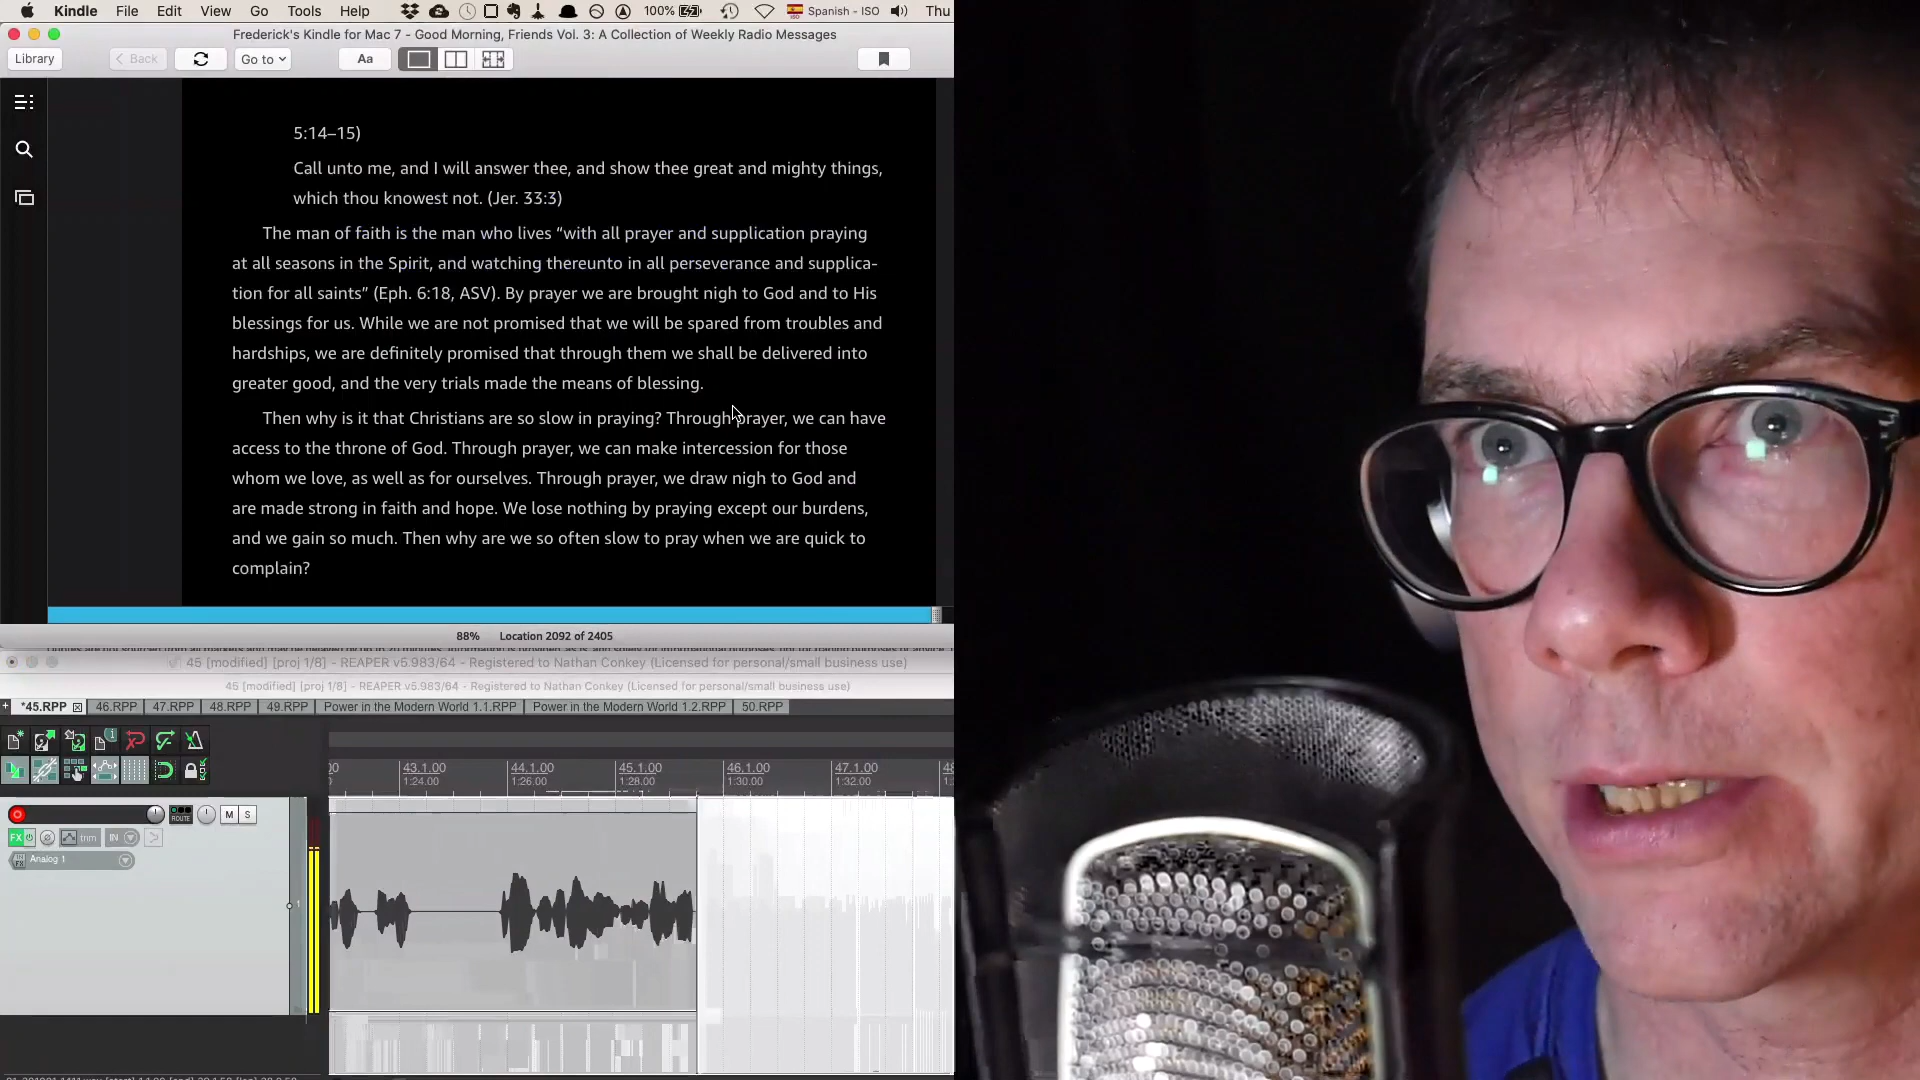 Kindle File Edit View Go Tools Help 100% Spanish - ISO Thu
Frederick's Kindle for Mac 7 - Good Morning, Friends Vol. 3: A Collection of Weekly Radio Messages
Library Back Go to Aa
5:14–15)
Call unto me, and I will answer thee, and show thee great and mighty things,
which thou knowest not. (Jer. 33:3)
The man of faith is the man who lives “with all prayer and supplication praying
at all seasons in the Spirit, and watching thereunto in all perseverance and supplica-
tion for all saints” (Eph. 6:18, ASV). By prayer we are brought nigh to God and to His
blessings for us. While we are not promised that we will be spared from troubles and
hardships, we are definitely promised that through them we shall be delivered into
greater good, and the very trials made the means of blessing.
Then why is it that Christians are so slow in praying? Through prayer, we can have
access to the throne of God. Through prayer, we can make intercession for those
whom we love, as well as for ourselves. Through prayer, we draw nigh to God and
are made strong in faith and hope. We lose nothing by praying except our burdens,
and we gain so much. Then why are we so often slow to pray when we are quick to
complain?
88% Location 2092 of 2405
45 [modified] [proj 1/8] - REAPER v5.983/64 - Registered to Nathan Conkey (Licensed for personal/small business use)
45 [modified] [proj 1/8] - REAPER v5.983/64 - Registered to Nathan Conkey (Licensed for personal/small business use)
+ *45.RPP 46.RPP 47.RPP 48.RPP 49.RPP Power in the Modern World 1.1.RPP Power in the Modern World 1.2.RPP 50.RPP
43.1.00 44.1.00 45.1.00 46.1.00 47.1.00 48
1:24.00 1:26.00 1:28.00 1:30.00 1:32.00
ROUTE M S
FX trim IN
FX Analog 1
1